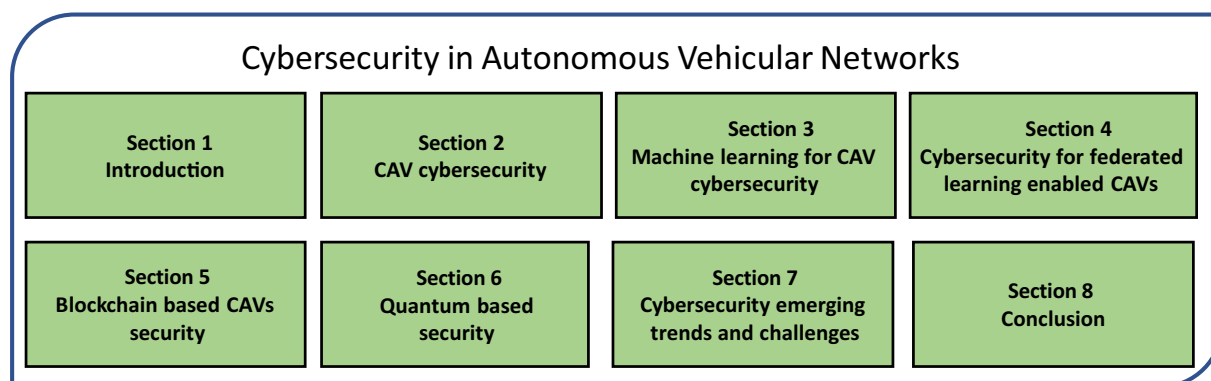 Cybersecurity in Autonomous Vehicular Networks
Section 1
Introduction
Section 2
CAV cybersecurity
Section 3
Machine learning for CAV
cybersecurity
Section 4
Cybersecurity for federated
learning enabled CAVs
Section 5
Blockchain based CAVs
security
Section 6
Quantum based
security
Section 7
Cybersecurity emerging
trends and challenges
Section 8
Conclusion